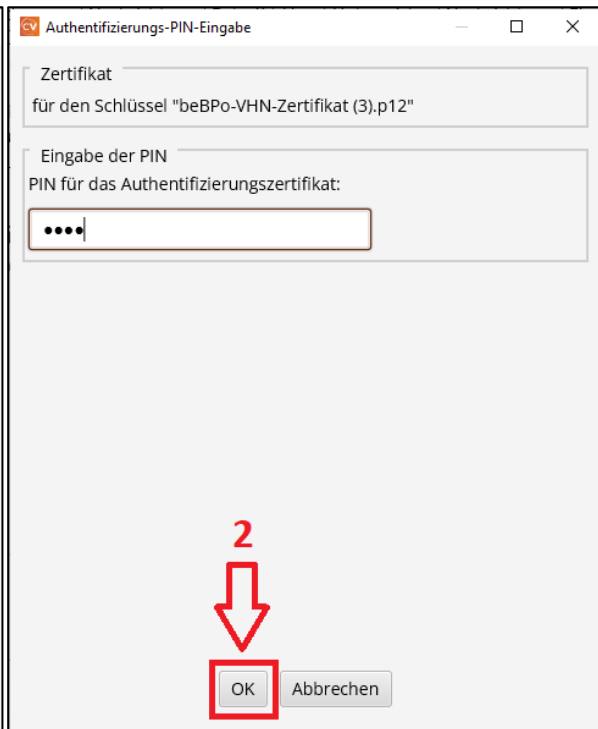 CV Authentifizierungs-PIN-Eingabe
Zertifikat
für den Schlüssel "beBPo-VHN-Zertifikat (3).p12"
Eingabe der PIN
PIN für das Authentifizierungszertifikat:
••••
2
OK Abbrechen